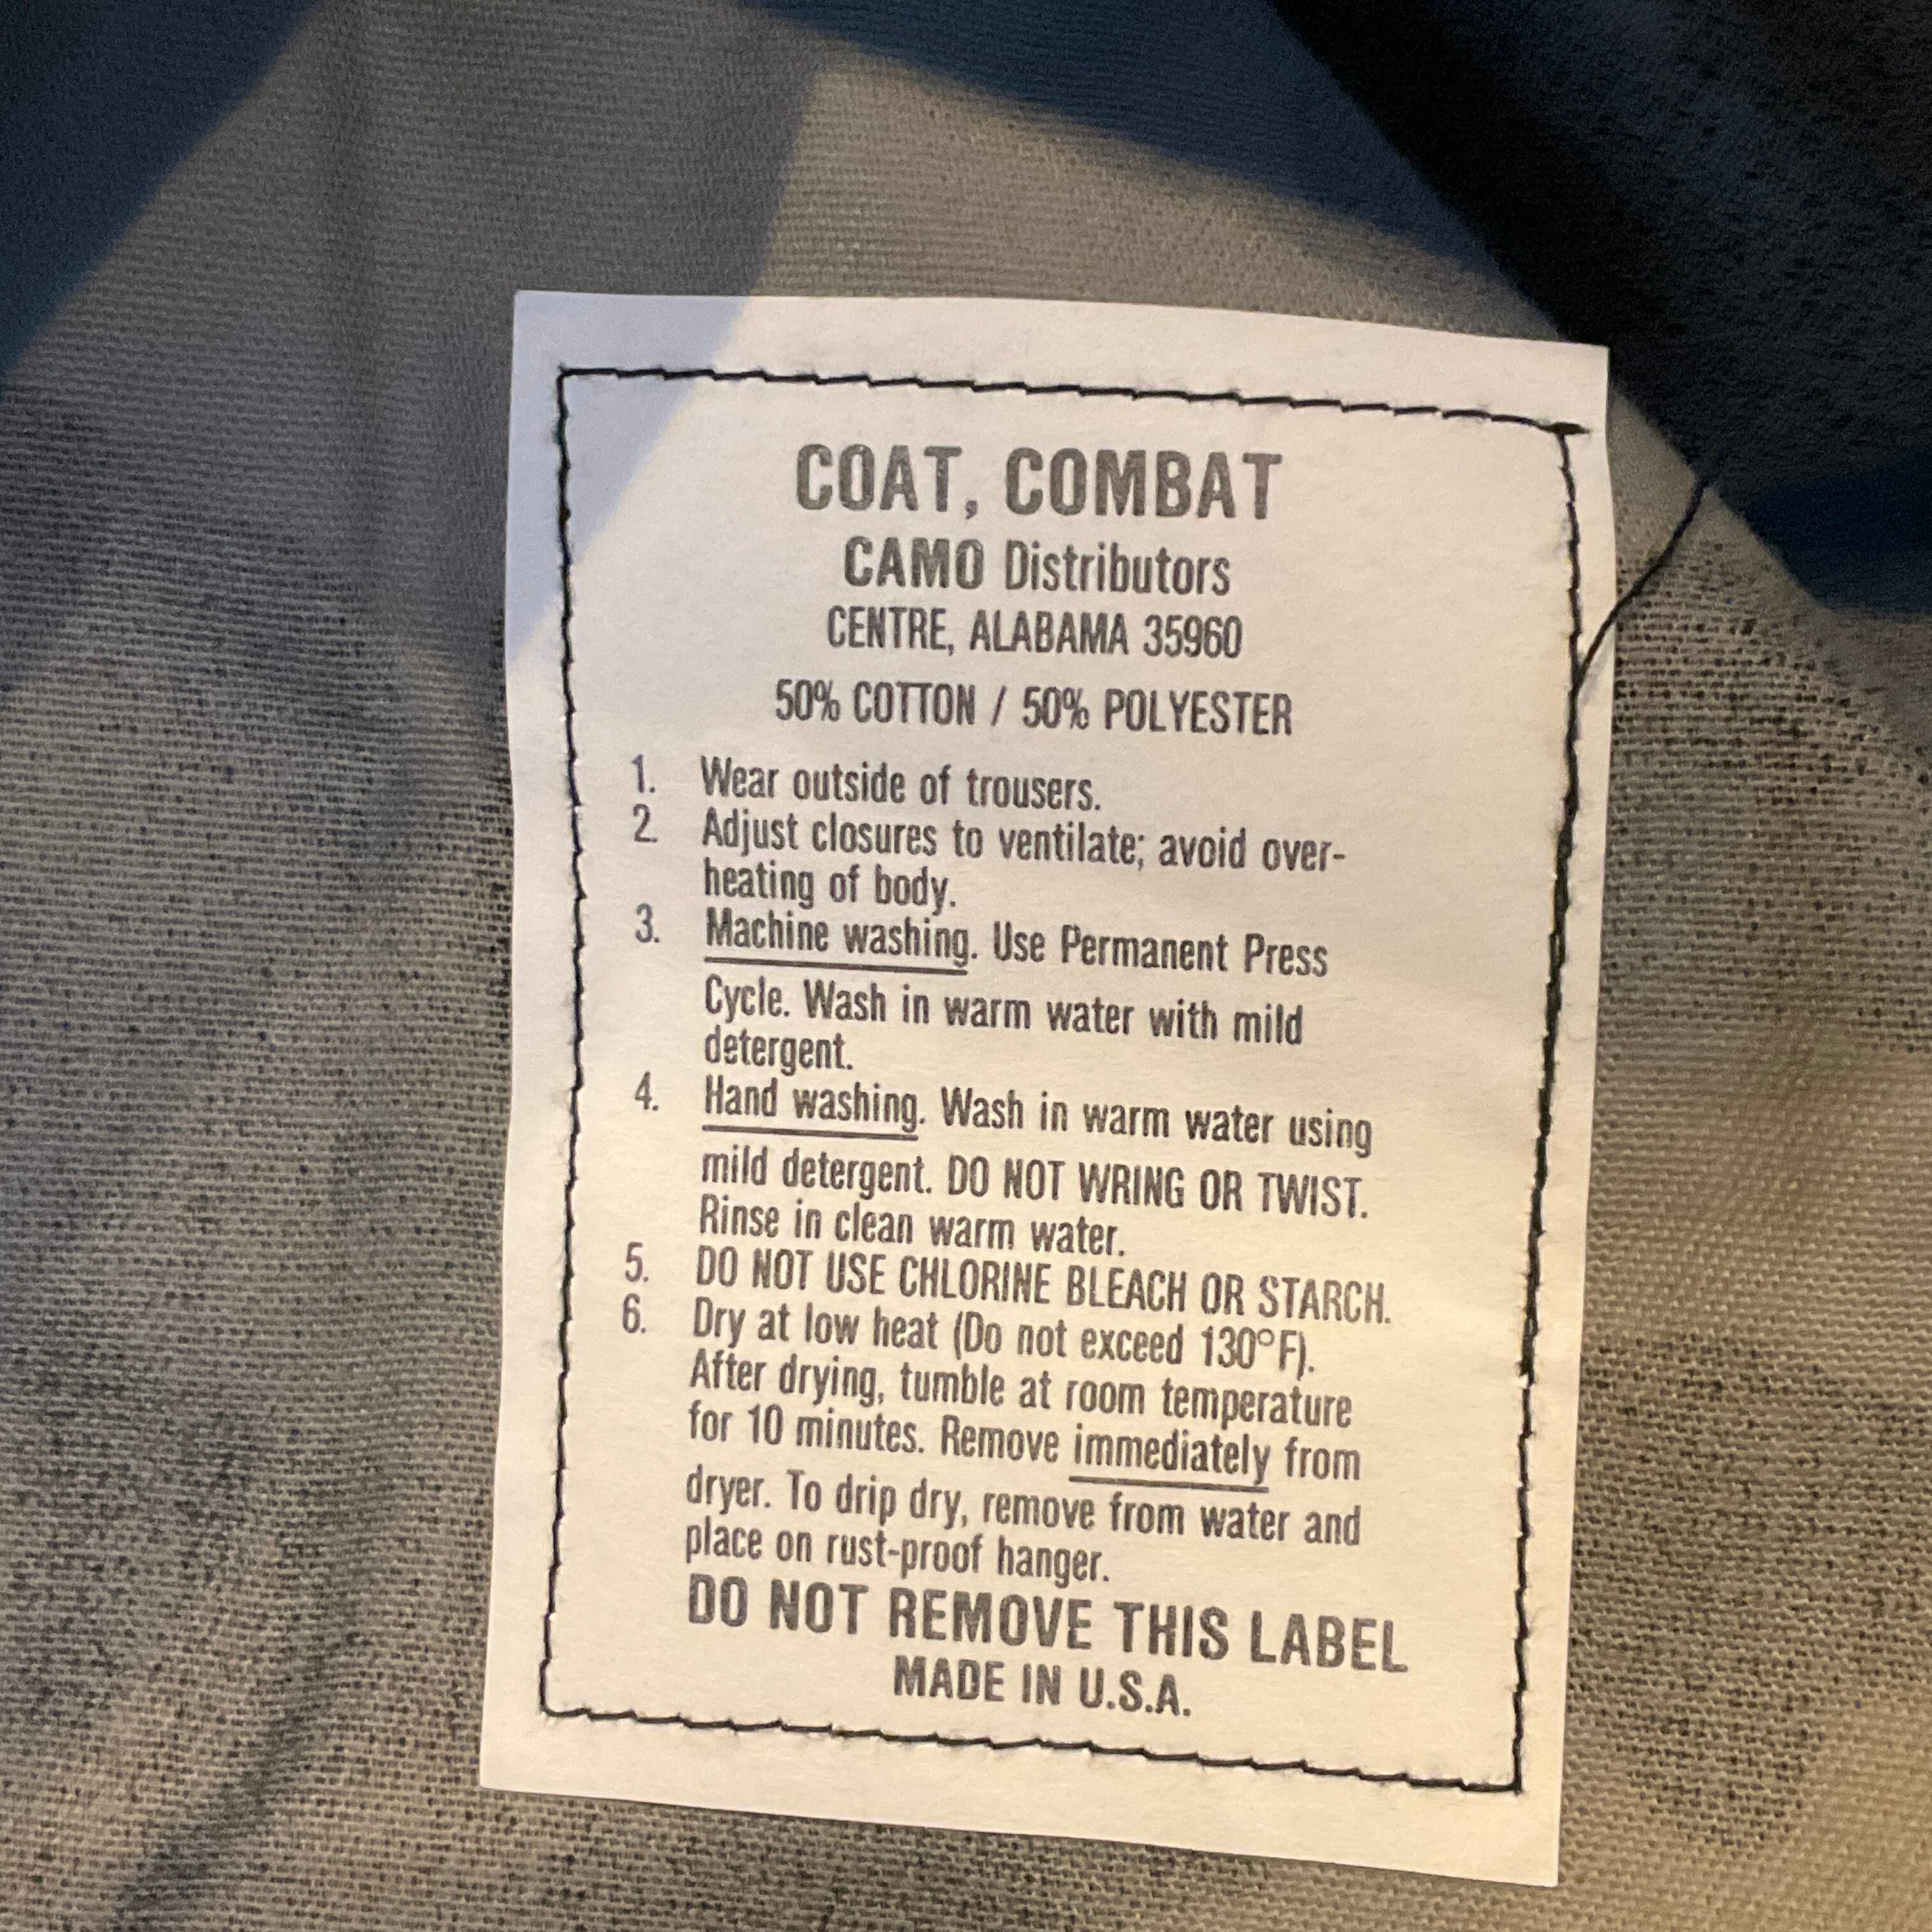 COAT, COMBAT
CAMO Distributors
CENTRE, ALABAMA 35960
50% COTTON / 50% POLYESTER
1. Wear outside of trousers.
2. Adjust closures to ventilate; avoid over-
heating of body.
3. Machine washing. Use Permanent Press
Cycle. Wash in warm water with mild
detergent.
4. Hand washing. Wash in warm water using
mild detergent. DO NOT WRING OR TWIST.
Rinse in clean warm water.
5. DO NOT USE CHLORINE BLEACH OR STARCH.
6. Dry at low heat (Do not exceed 130°F).
After drying, tumble at room temperature
for 10 minutes. Remove immediately from
dryer. To drip dry, remove from water and
place on rust-proof hanger.
DO NOT REMOVE THIS LABEL
MADE IN U.S.A.